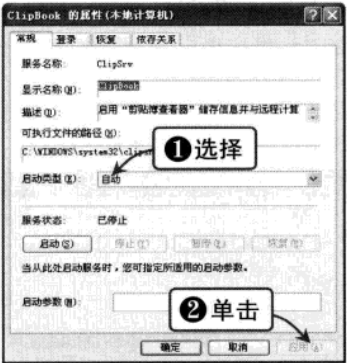 ClipBook 的属性(本地计算机)
常规 登录 恢复 依存关系
服务名称: ClipSrv
显示名称(N): ClipBook
描述(D): 启用“剪贴簿查看器”储存信息并与远程计算
可执行文件的路径(H):
C:\WINDOWS\system32\clips
❶选择
启动类型(E): 自动
服务状态: 已停止
启动(S) 停止(T) 暂停(P) 恢复(R)
当从此处启动服务时,您可指定所适用的启动参数。
启动参数(M):
❷单击
确定 取消 应用(A)